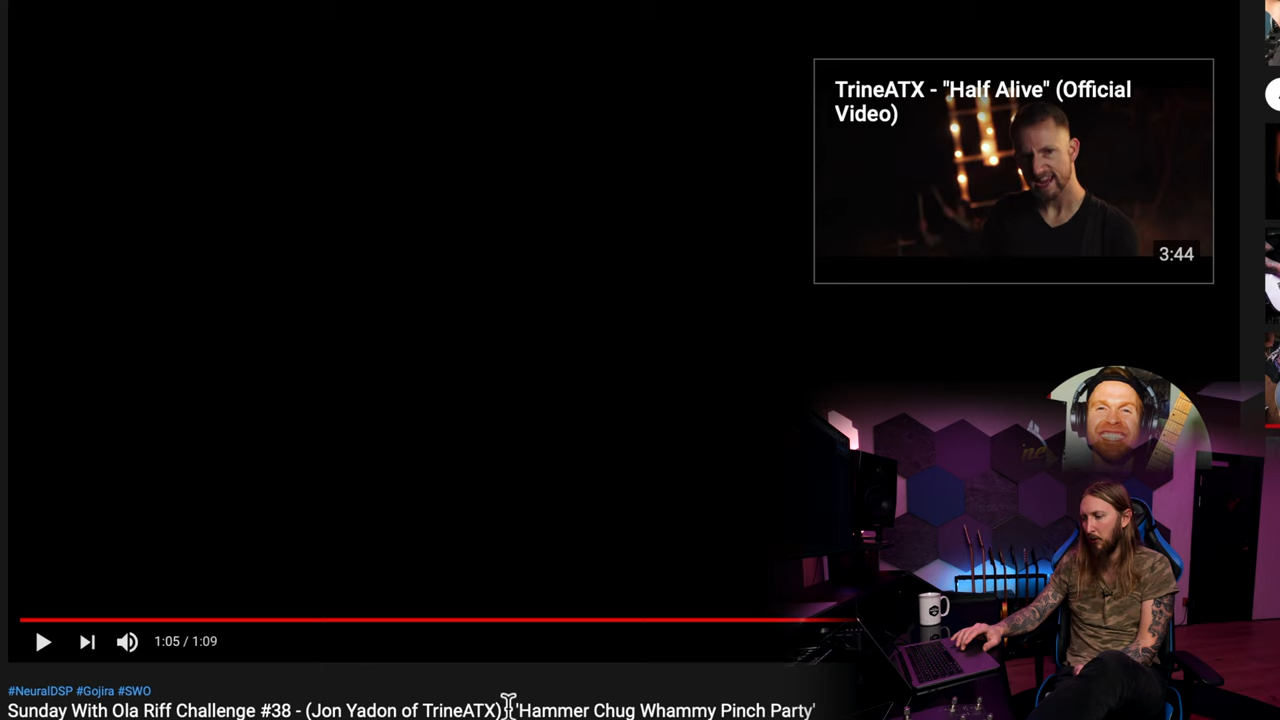 TrineATX - "Half Alive" (Official
Video)
3:44
1:05 / 1:09
#NeuralDSP #Gojira #SWO
Sunday With Ola Riff Challenge #38 - (Jon Yadon of TrineATX) 'Hammer Chug Whammy Pinch Party'